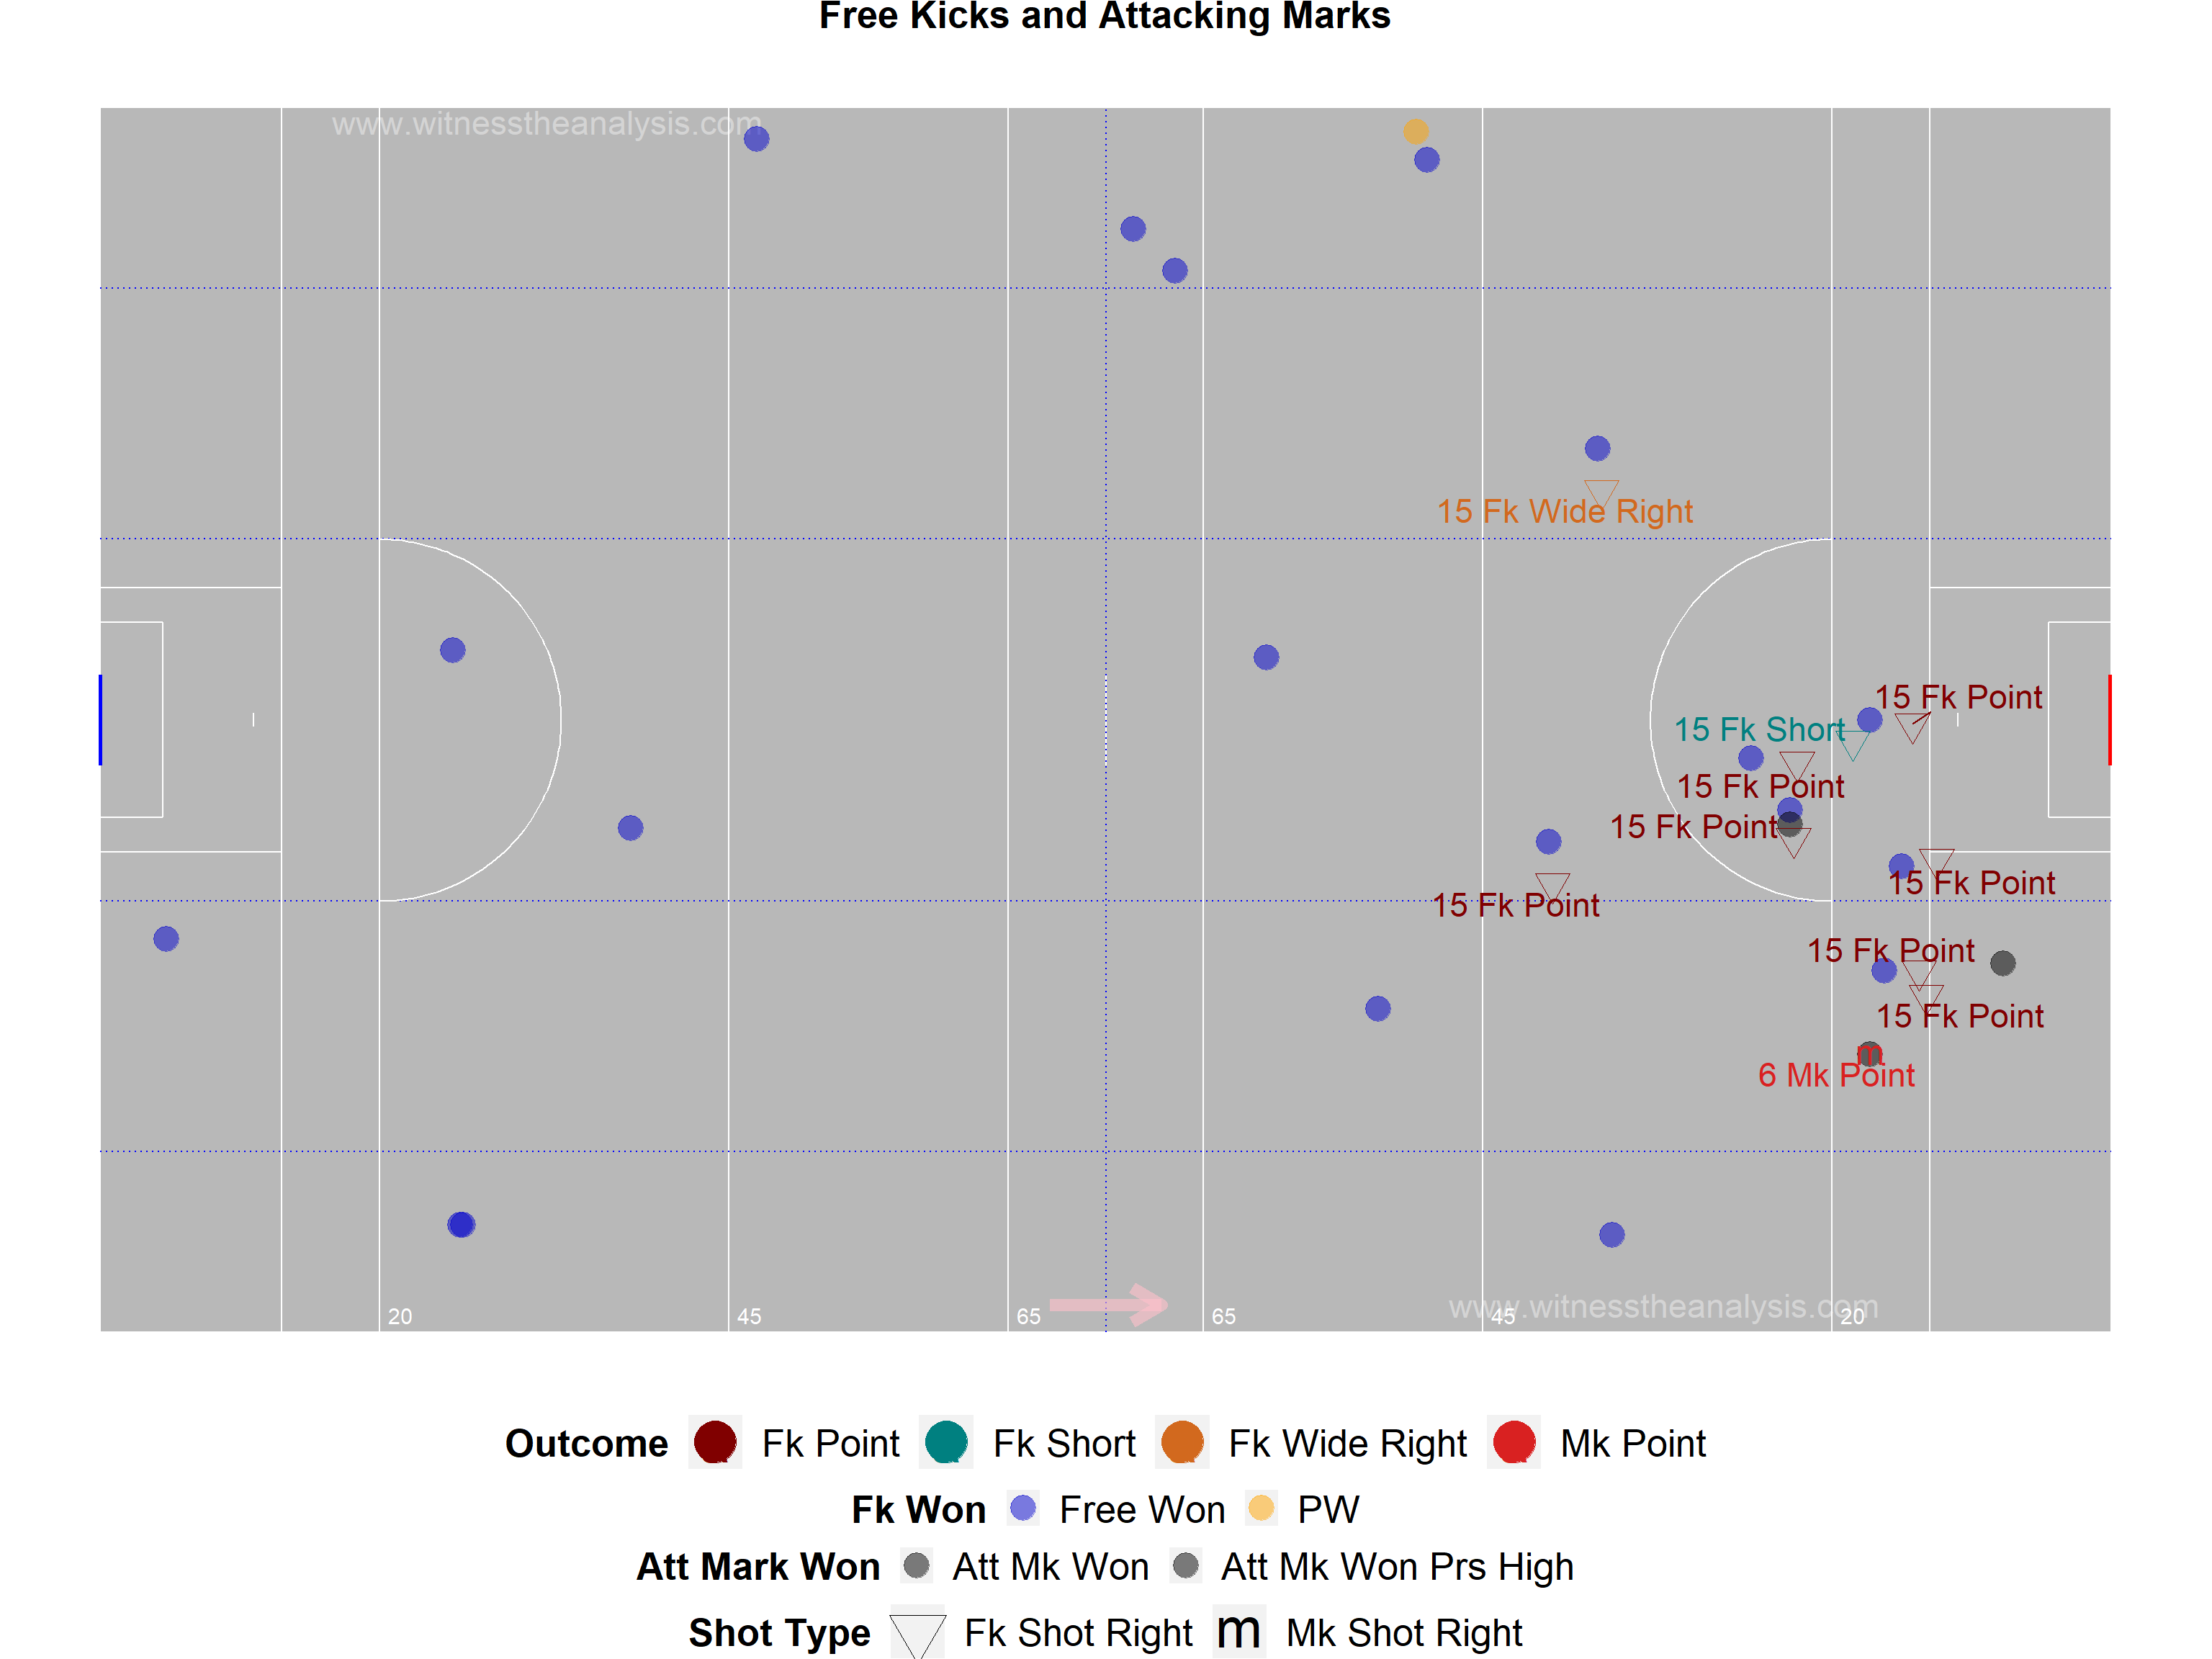 Free Kicks and Attacking Marks
www.witnesstheanalysis.com
15 Fk Wide Right
15 Fk Point
15 Fk Short
15 Fk Point
15 Fk Point
15 Fk Point
15 Fk Point
15 Fk Point
15 Fk Point
6 Mk Point
www.witnesstheanalysis.com
20 45 65 65 45 20
Outcome Fk Point Fk Short Fk Wide Right Mk Point
Fk Won Free Won PW
Att Mark Won Att Mk Won Att Mk Won Prs High
Shot Type Fk Shot Right m Mk Shot Right